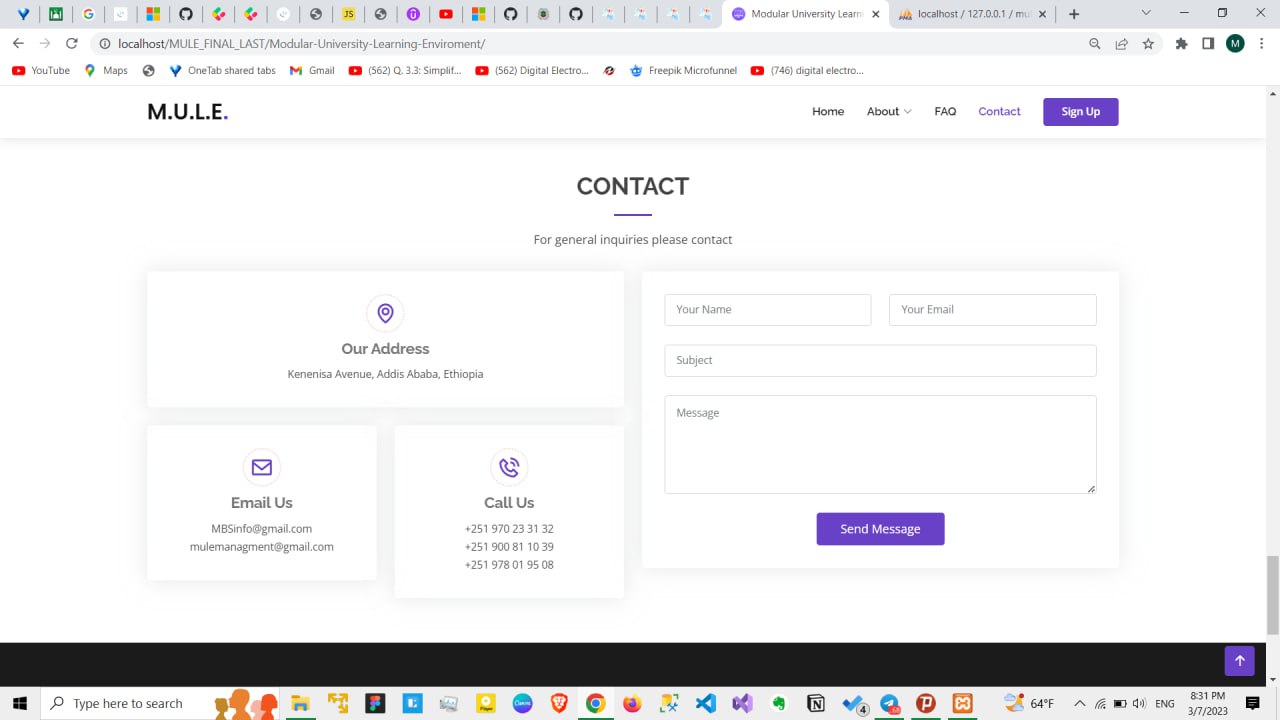 Modular University Learn
localhost / 127.0.0.1 / mu
localhost/MULE_FINAL_LAST/Modular-University-Learning-Enviroment/
M
YouTube
Maps
OneTab shared tabs
Gmail
(562) Q. 3.3: Simplif...
(562) Digital Electro...
Freepik Microfunnel
(746) digital electro...
M.U.L.E.
Home
About
FAQ
Contact
Sign Up
CONTACT
For general inquiries please contact
Our Address
Kenenisa Avenue, Addis Ababa, Ethiopia
Email Us
MBSinfo@gmail.com
mulemanagment@gmail.com
Call Us
+251 970 23 31 32
+251 900 81 10 39
+251 978 01 95 08
Your Name
Your Email
Subject
Message
Send Message
Type here to search
64°F
ENG
8:31 PM
3/7/2023